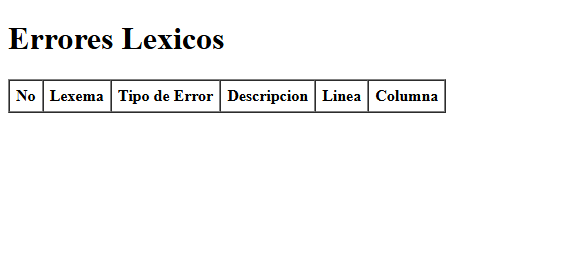 Errores Lexicos
No Lexema Tipo de Error Descripcion Linea Columna